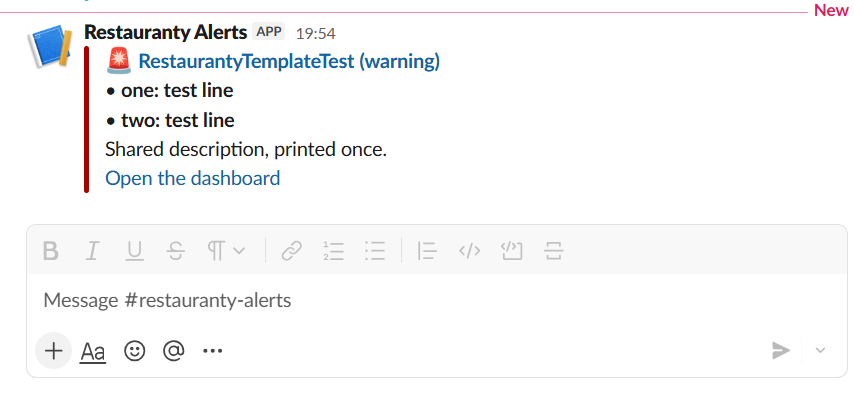 New
Restauranty Alerts APP 19:54
RestaurantyTemplateTest (warning)
• one: test line
• two: test line
Shared description, printed once.
Open the dashboard
B I U S
Message #restauranty-alerts
Aa